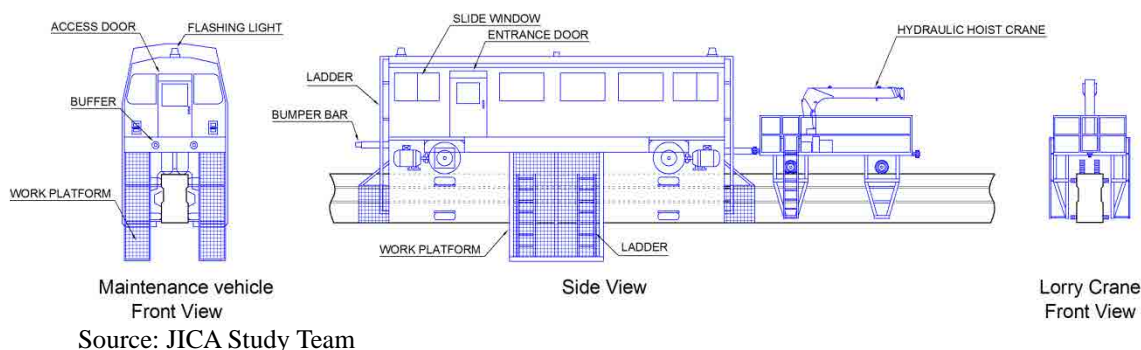 SLIDE WINDOW
ACCESS DOOR
FLASHING LIGHT
ENTRANCE DOOR
HYDRAULIC HOIST CRANE
LADDER
BUFFER
BUMPER BAR
WORK PLATFORM
WORK PLATFORM
LADDER
Maintenance vehicle
Front View
Side View
Lorry Crane
Front View
Source: JICA Study Team